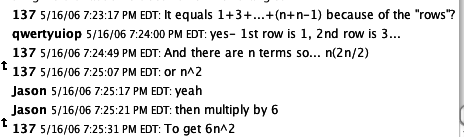 137 5/16/06 7:23:17 PM EDT: It equals 1+3+...+(n+n-1) because of the "rows"?
qwertyuiop 5/16/06 7:24:00 PM EDT: yes- 1st row is 1, 2nd row is 3...
137 5/16/06 7:24:49 PM EDT: And there are n terms so... n(2n/2)
137 5/16/06 7:25:07 PM EDT: or n^2
Jason 5/16/06 7:25:17 PM EDT: yeah
Jason 5/16/06 7:25:21 PM EDT: then multiply by 6
137 5/16/06 7:25:31 PM EDT: To get 6n^2